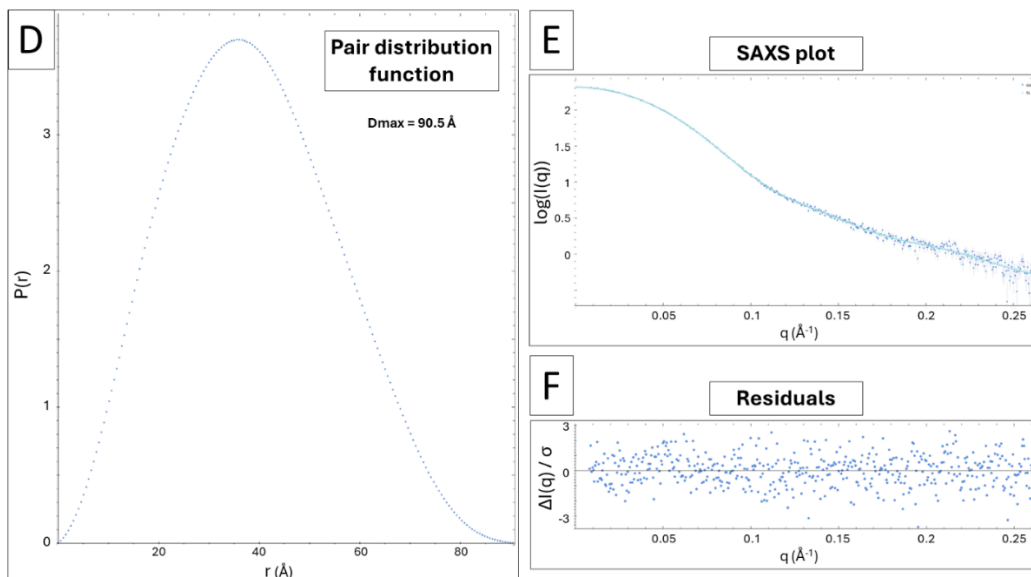 D
Pair distribution
function
Dmax = 90.5 Å
P(r)
3
2
1
0
20
40
60
80
r (Å)
E
SAXS plot
log(I(q))
2
1.5
1
0.5
0
0.05
0.1
0.15
0.2
0.25
q (Å-1)
F
Residuals
ΔI(q) / σ
3
0
-3
0.05
0.1
0.15
0.2
0.25
q (Å-1)